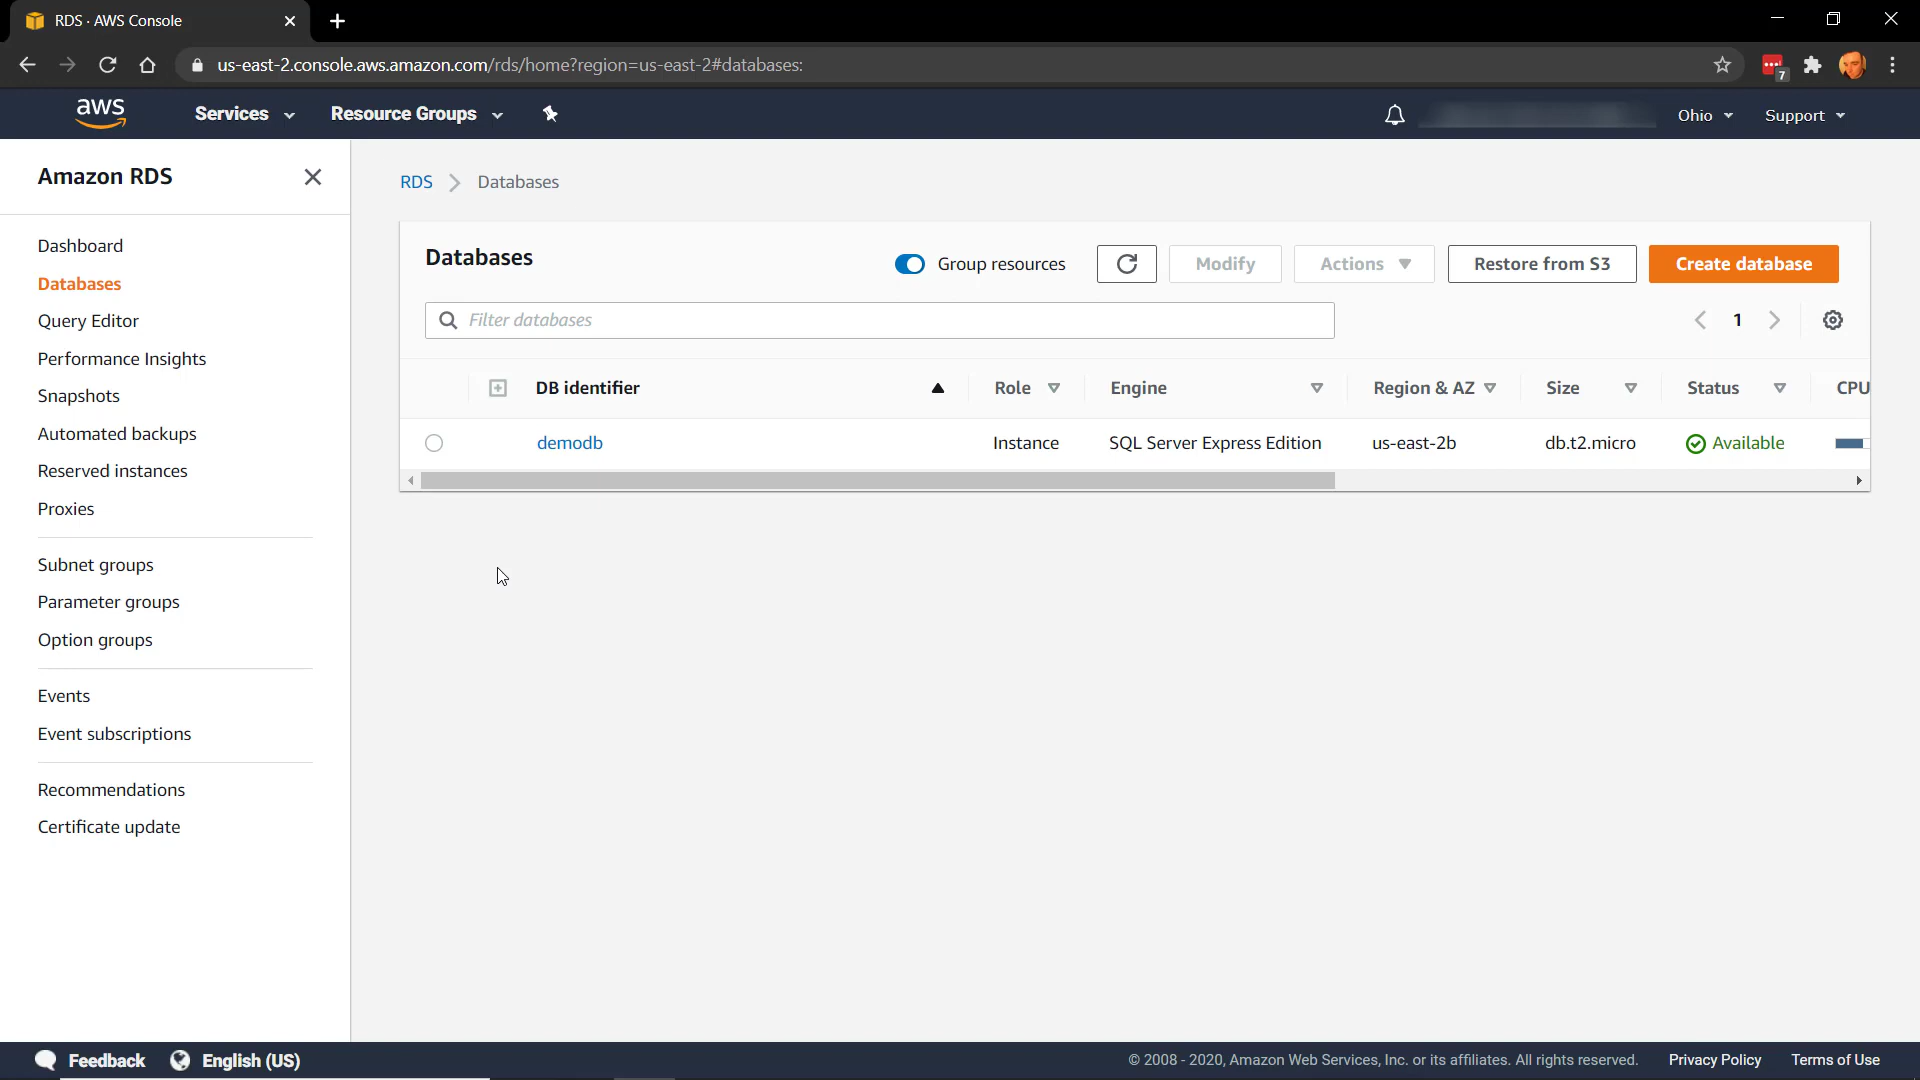 RDS · AWS Console
us-east-2.console.aws.amazon.com/rds/home?region=us-east-2#databases:
7
aws
Services
Resource Groups
Ohio
Support
Amazon RDS
Dashboard
Databases
Query Editor
Performance Insights
Snapshots
Automated backups
Reserved instances
Proxies
Subnet groups
Parameter groups
Option groups
Events
Event subscriptions
Recommendations
Certificate update
RDS > Databases
Databases
Group resources
Modify
Actions
Restore from S3
Create database
Filter databases
1
DB identifier Role Engine Region & AZ Size Status CPU
demodb Instance SQL Server Express Edition us-east-2b db.t2.micro Available
Feedback
English (US)
© 2008 - 2020, Amazon Web Services, Inc. or its affiliates. All rights reserved.
Privacy Policy
Terms of Use